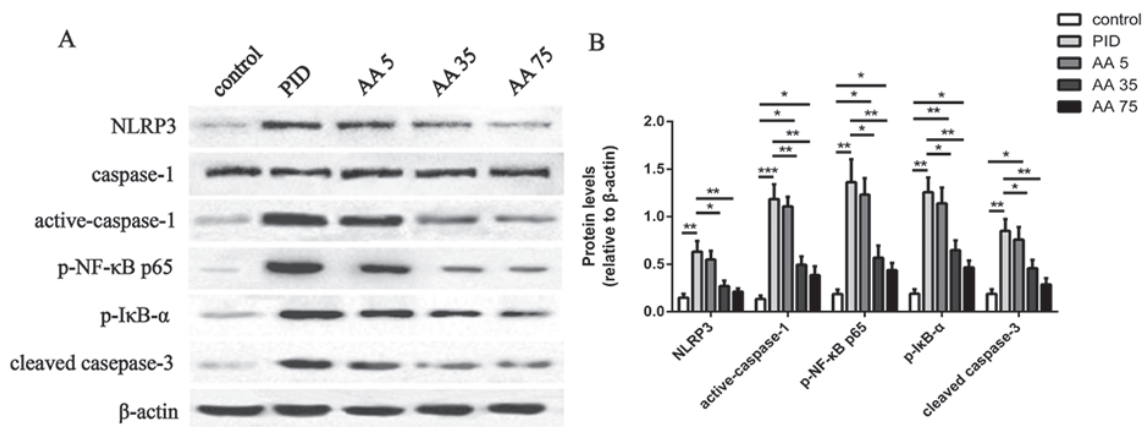 A
control PID AA 5 AA 35 AA 75
NLRP3
caspase-1
active-caspase-1
p-NF-κB p65
p-IκB-α
cleaved casepase-3
β-actin
B
control
PID
AA 5
AA 35
AA 75
Protein levels
(relative to β-actin)
2.0
1.5
1.0
0.5
0.0
** * **
*** ** ** * *
** * ** * *
** * ** ** *
** * ** *
NLRP3 active-caspase-1 p-NF-κB p65 p-IκB-α cleaved caspase-3